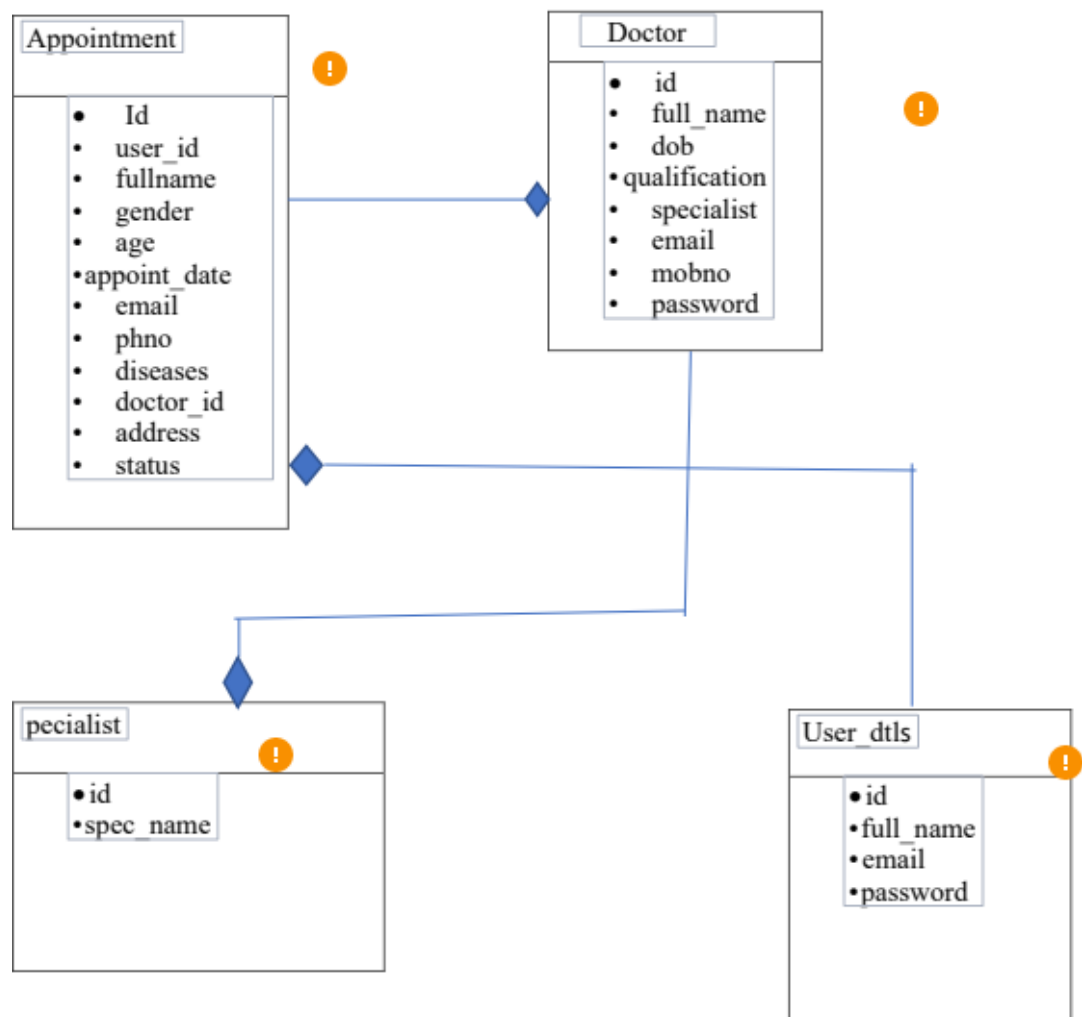 Appointment
• Id
• user_id
• fullname
• gender
• age
•appoint_date
• email
• phno
• diseases
• doctor_id
• address
• status
Doctor
• id
• full_name
• dob
•qualification
• specialist
• email
• mobno
• password
!
!
pecialist
!
•id
•spec_name
User_dtls
!
•id
•full_name
•email
•password